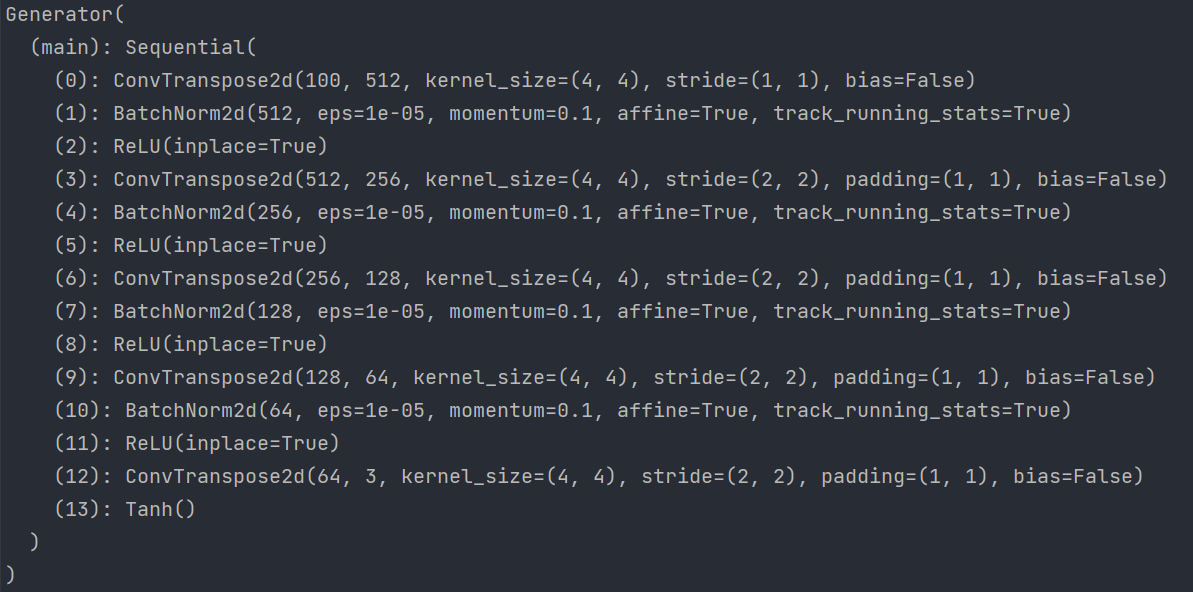 Generator(
  (main): Sequential(
    (0): ConvTranspose2d(100, 512, kernel_size=(4, 4), stride=(1, 1), bias=False)
    (1): BatchNorm2d(512, eps=1e-05, momentum=0.1, affine=True, track_running_stats=True)
    (2): ReLU(inplace=True)
    (3): ConvTranspose2d(512, 256, kernel_size=(4, 4), stride=(2, 2), padding=(1, 1), bias=False)
    (4): BatchNorm2d(256, eps=1e-05, momentum=0.1, affine=True, track_running_stats=True)
    (5): ReLU(inplace=True)
    (6): ConvTranspose2d(256, 128, kernel_size=(4, 4), stride=(2, 2), padding=(1, 1), bias=False)
    (7): BatchNorm2d(128, eps=1e-05, momentum=0.1, affine=True, track_running_stats=True)
    (8): ReLU(inplace=True)
    (9): ConvTranspose2d(128, 64, kernel_size=(4, 4), stride=(2, 2), padding=(1, 1), bias=False)
    (10): BatchNorm2d(64, eps=1e-05, momentum=0.1, affine=True, track_running_stats=True)
    (11): ReLU(inplace=True)
    (12): ConvTranspose2d(64, 3, kernel_size=(4, 4), stride=(2, 2), padding=(1, 1), bias=False)
    (13): Tanh()
  )
)